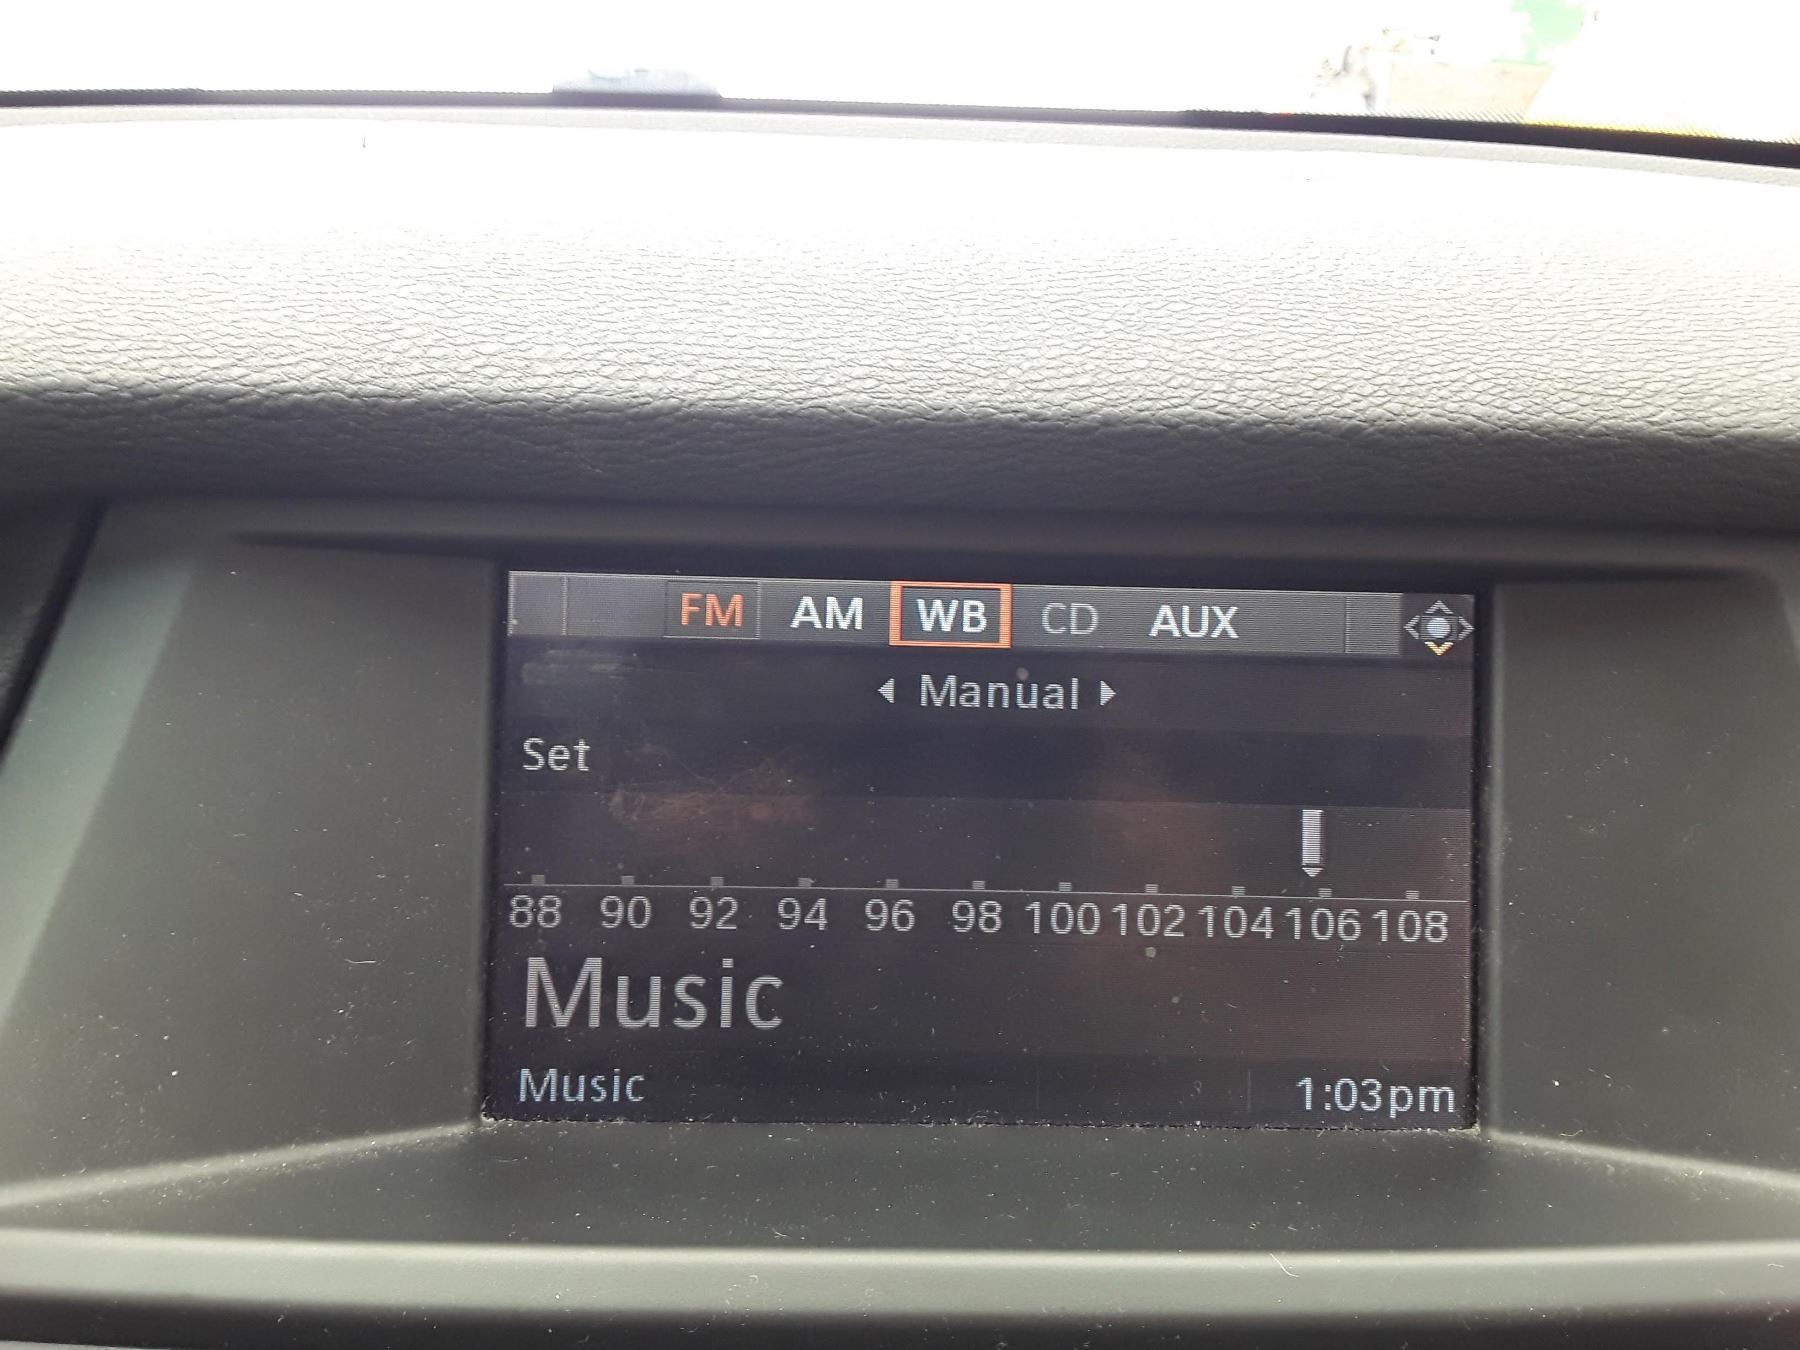 FM AM WB CD AUX
Manual
Set
88 90 92 94 96 98 100 102 104 106 108
Music
Music 1:03pm